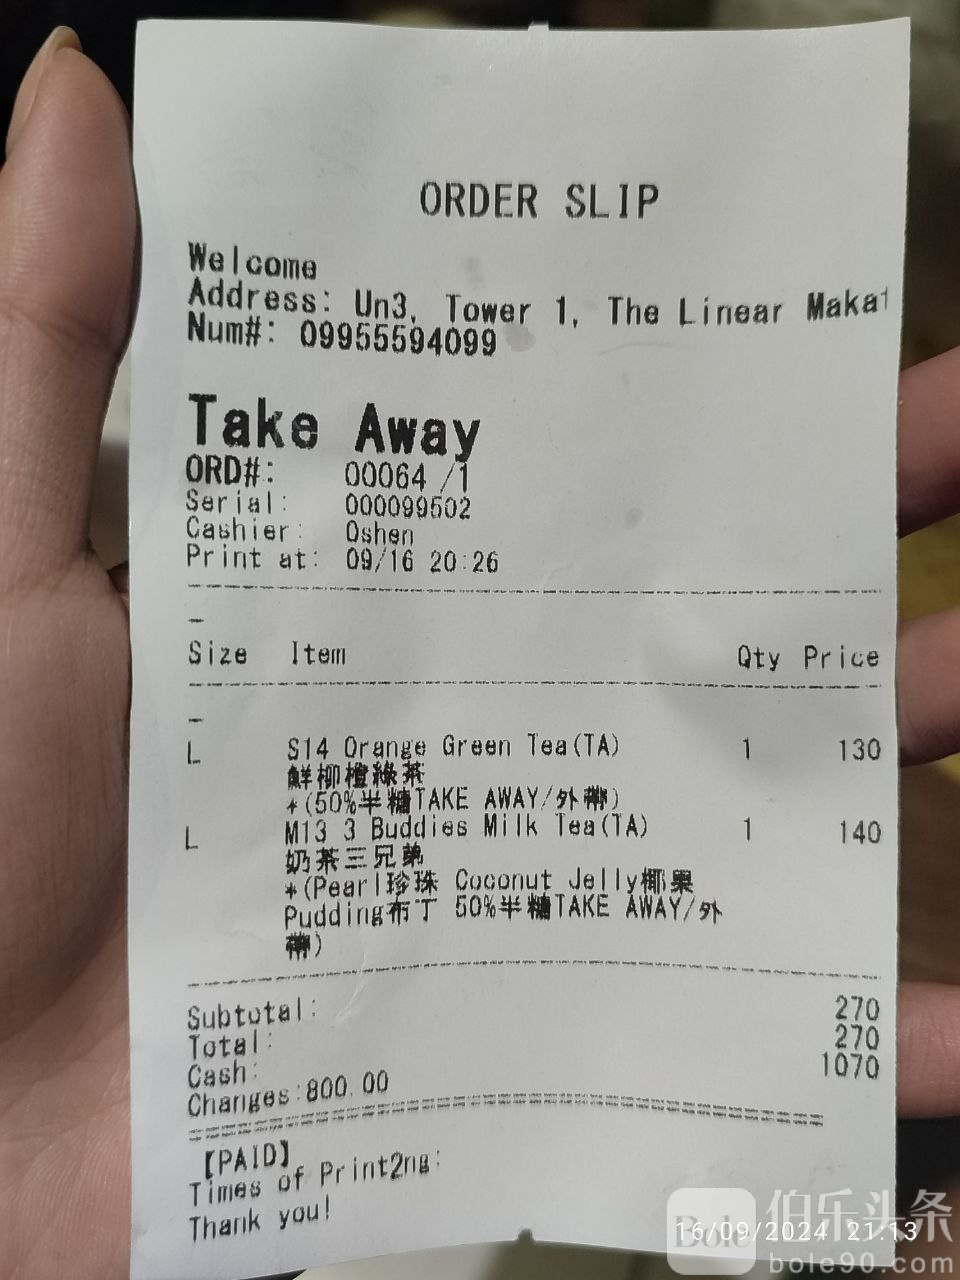 ORDER SLIP
Welcome
Address: Un3, Tower 1, The Linear Makat
Num#: 09955594099
Take Away
ORD#: 00064 /1
Serial: 000099502
Cashier: Oshen
Print at: 09/16 20:26
Size Item Qty Price
L S14 Orange Green Tea(TA) 1 130
鮮柳橙綠茶
*(50%半糖TAKE AWAY/外帶)
L M13 3 Buddies Milk Tea(TA) 1 140
奶茶三兄弟
*(Pearl珍珠 Coconut Jelly椰果
Pudding布丁 50%半糖TAKE AWAY/外
帶)
Subtotal: 270
Total: 270
Cash: 1070
Changes:800.00
【PAID】
Times of Print2ng:
Thank you!
16/09/2024 21:13
Bole 伯乐头条
bole90.com